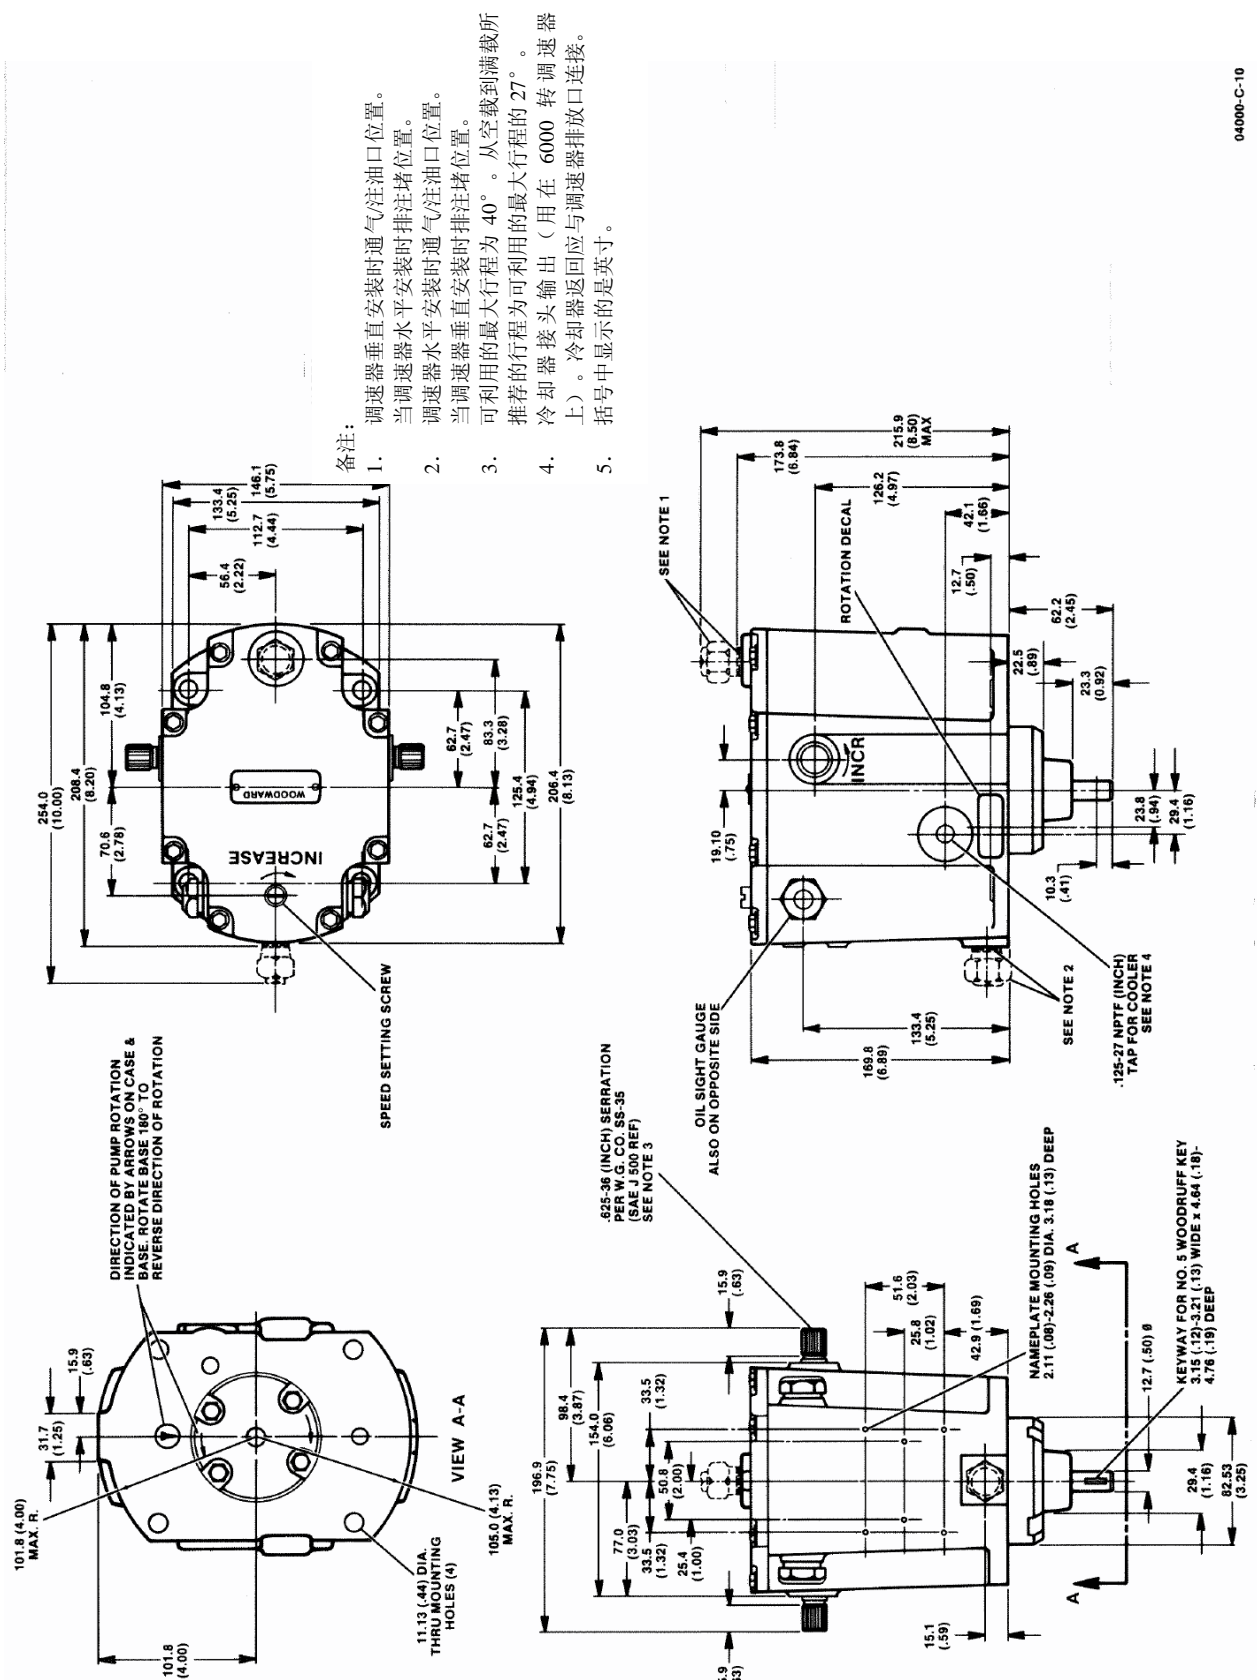 备注：
1. 调速器垂直安装时通气/注油口位置。
当调速器水平安装时排注堵位置。
2. 调速器水平安装时通气/注油口位置。
当调速器垂直安装时排注堵位置。
3. 可利用的最大行程为 40°。从空载到满载所
推荐的行程为可利用的最大行程的 27°。
4. 冷却器接头输出（用在 6000 转调速器
上）。冷却器返回应与调速器排放口连接。
5. 括号中显示的是英寸。
04000-C-10
254.0
(10.00)
208.4
(8.20)
104.8
(4.13)
70.6
(2.78)
56.4
(2.22)
112.7
(4.44)
133.4
(5.25)
146.1
(5.75)
WOODWARD
INCREASE
62.7
(2.47)
83.3
(3.28)
62.7
(2.47)
125.4
(4.94)
206.4
(8.13)
SPEED SETTING SCREW
DIRECTION OF PUMP ROTATION
INDICATED BY ARROWS ON CASE &
BASE. ROTATE BASE 180° TO
REVERSE DIRECTION OF ROTATION
101.8 (4.00)
MAX. R.
31.7
(1.25)
15.9
(.63)
101.8
(4.00)
11.13 (.44) DIA.
THRU MOUNTING
HOLES (4)
105.0 (4.13)
MAX. R.
VIEW A-A
SEE NOTE 1
215.9
(8.50)
MAX
173.8
(6.84)
126.2
(4.97)
42.1
(1.66)
12.7
(.50)
ROTATION DECAL
INCR
19.10
(.75)
62.2
(2.45)
22.5
(.89)
23.3
(0.92)
23.8
(.94)
29.4
(1.16)
10.3
(.41)
OIL SIGHT GAUGE
ALSO ON OPPOSITE SIDE
133.4
(5.25)
169.8
(6.89)
SEE NOTE 2
.125-27 NPTF (INCH)
TAP FOR COOLER
SEE NOTE 4
.625-36 (INCH) SERRATION
PER W.G. CO. SS-35
(SAE J 500 REF)
SEE NOTE 3
196.9
(7.75)
98.4
(3.87)
154.0
(6.06)
15.9
(.63)
33.5
(1.32)
50.8
(2.00)
77.0
(3.03)
33.5
(1.32)
25.4
(1.00)
51.6
(2.03)
25.8
(1.02)
42.9 (1.69)
NAMEPLATE MOUNTING HOLES
2.11 (.08)-2.26 (.09) DIA. 3.18 (.13) DEEP
A
A
12.7 (.50) Ø
KEYWAY FOR NO. 5 WOODRUFF KEY
3.15 (.12)-3.21 (.13) WIDE x 4.64 (.18)-
4.76 (.19) DEEP
29.4
(1.16)
82.53
(3.25)
15.1
(.59)